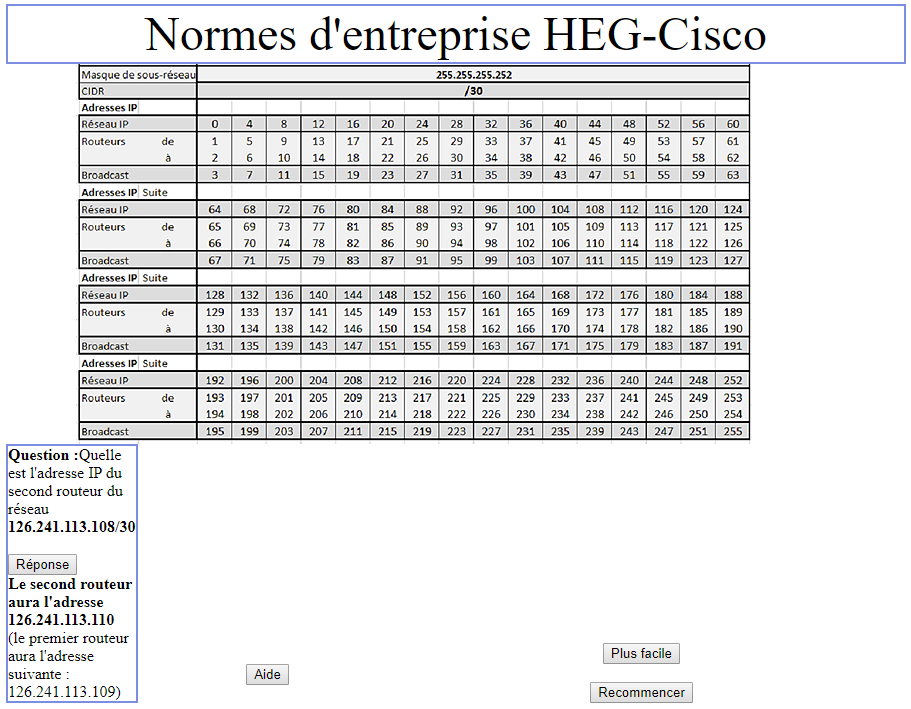 Normes d'entreprise HEG-Cisco
Masque de sous-réseau 255.255.255.252
CIDR /30
Adresses IP
Réseau IP 0 4 8 12 16 20 24 28 32 36 40 44 48 52 56 60
Routeurs de 1 5 9 13 17 21 25 29 33 37 41 45 49 53 57 61
à 2 6 10 14 18 22 26 30 34 38 42 46 50 54 58 62
Broadcast 3 7 11 15 19 23 27 31 35 39 43 47 51 55 59 63
Adresses IP Suite
Réseau IP 64 68 72 76 80 84 88 92 96 100 104 108 112 116 120 124
Routeurs de 65 69 73 77 81 85 89 93 97 101 105 109 113 117 121 125
à 66 70 74 78 82 86 90 94 98 102 106 110 114 118 122 126
Broadcast 67 71 75 79 83 87 91 95 99 103 107 111 115 119 123 127
Adresses IP Suite
Réseau IP 128 132 136 140 144 148 152 156 160 164 168 172 176 180 184 188
Routeurs de 129 133 137 141 145 149 153 157 161 165 169 173 177 181 185 189
à 130 134 138 142 146 150 154 158 162 166 170 174 178 182 186 190
Broadcast 131 135 139 143 147 151 155 159 163 167 171 175 179 183 187 191
Adresses IP Suite
Réseau IP 192 196 200 204 208 212 216 220 224 228 232 236 240 244 248 252
Routeurs de 193 197 201 205 209 213 217 221 225 229 233 237 241 245 249 253
à 194 198 202 206 210 214 218 222 226 230 234 238 242 246 250 254
Broadcast 195 199 203 207 211 215 219 223 227 231 235 239 243 247 251 255
Question :Quelle
est l'adresse IP du
second routeur du
réseau
126.241.113.108/30
Réponse
Le second routeur
aura l'adresse
126.241.113.110
(le premier routeur
aura l'adresse
suivante :
126.241.113.109)
Aide
Plus facile
Recommencer